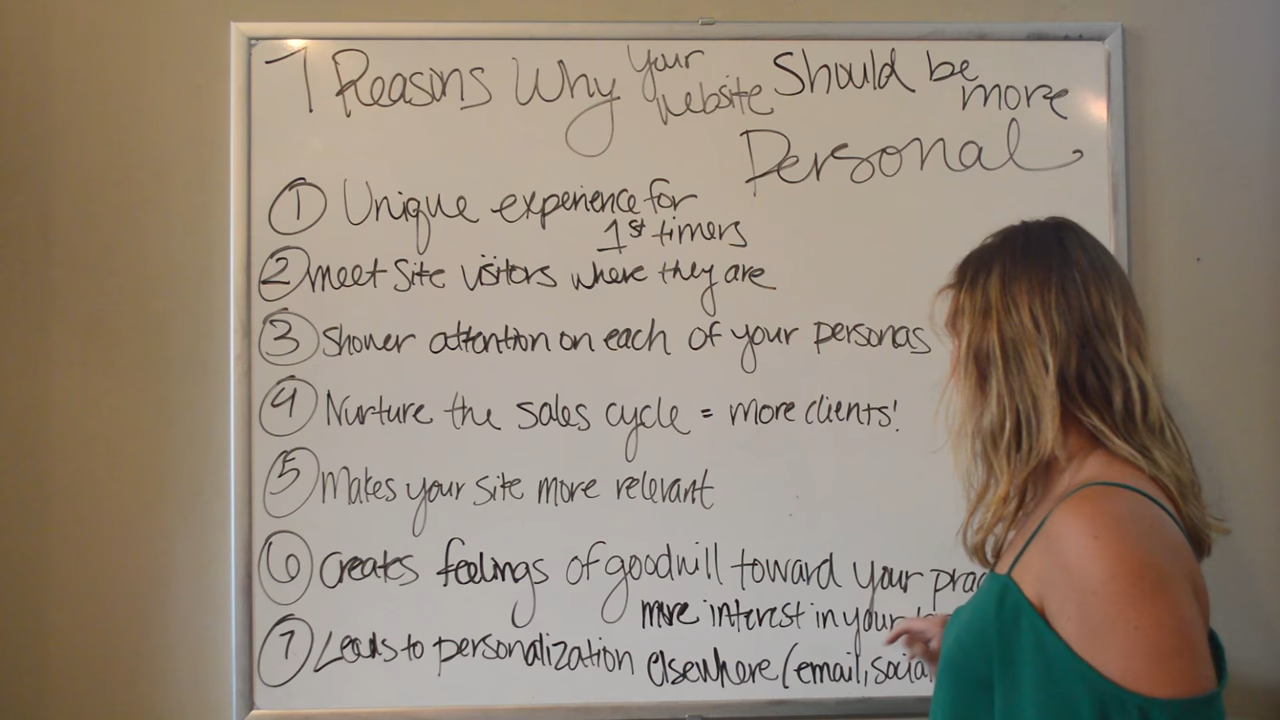 7 Reasons Why Your website Should be more
Personal
1 Unique experience for
1st timers
2 meet site visitors where they are
3 Shower attention on each of your personas
4 Nurture the sales cycle = more clients!
5 Makes your site more relevant
6 Creates feelings of goodwill toward your
more interest in your
7 Leads to personalization elsewhere (email, social